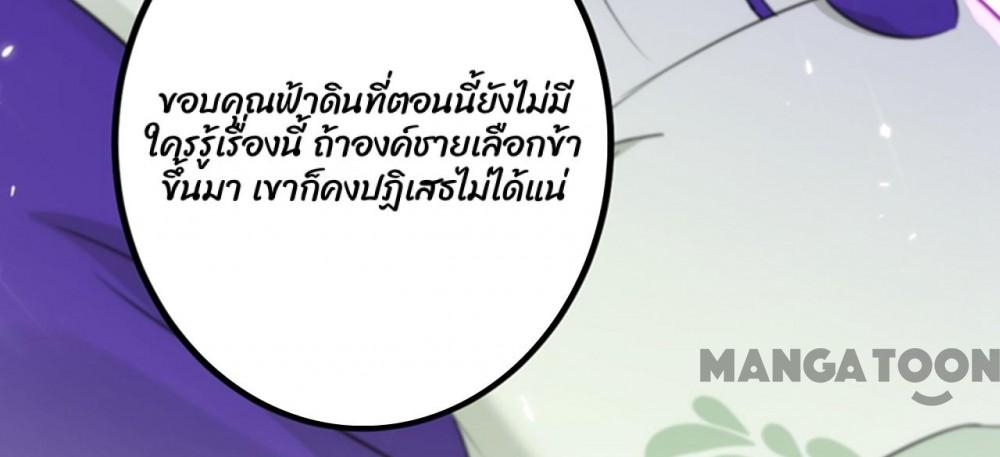 ขอบคุณฟ้าดินที่ตอนนี้ยังไม่มี
ใครรู้เรื่องนี้ ถ้าองค์ชายเลือกข้า
ขึ้นมา เขาก็คงปฏิเสธไม่ได้แน่
MANGATOON